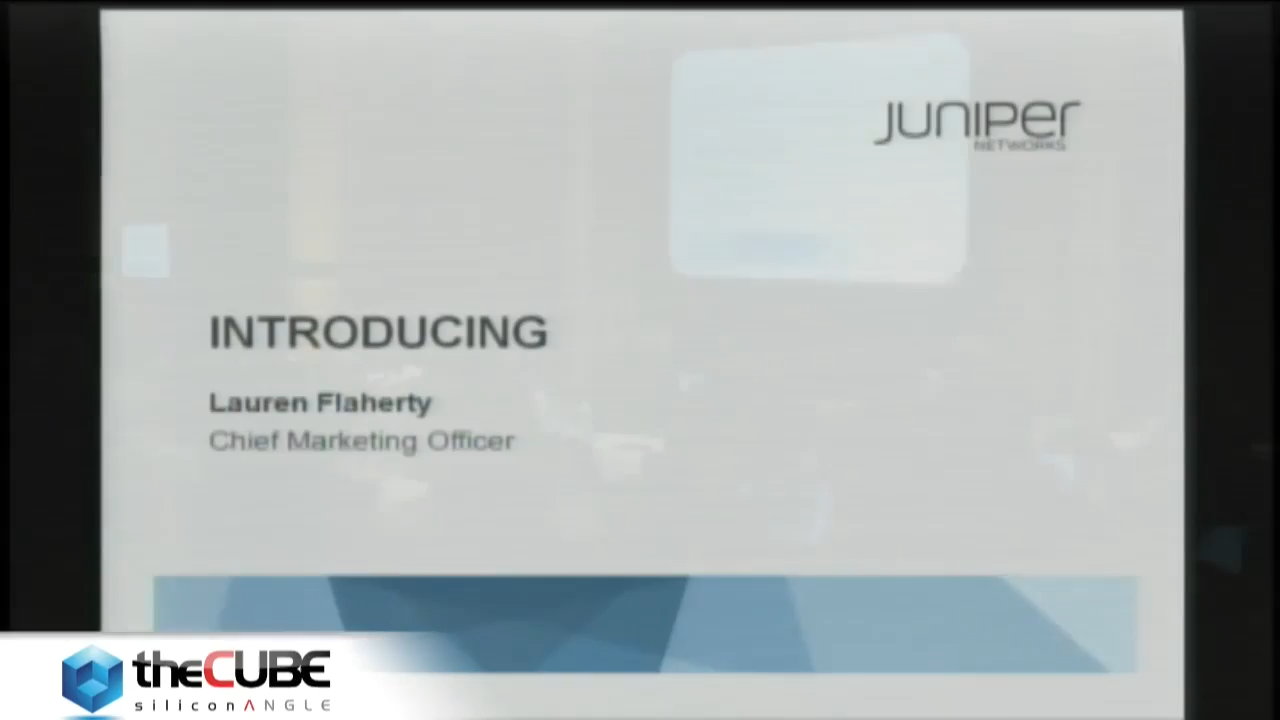 JUNIPER
NETWORKS
INTRODUCING
Lauren Flaherty
Chief Marketing Officer
theCUBE
siliconANGLE